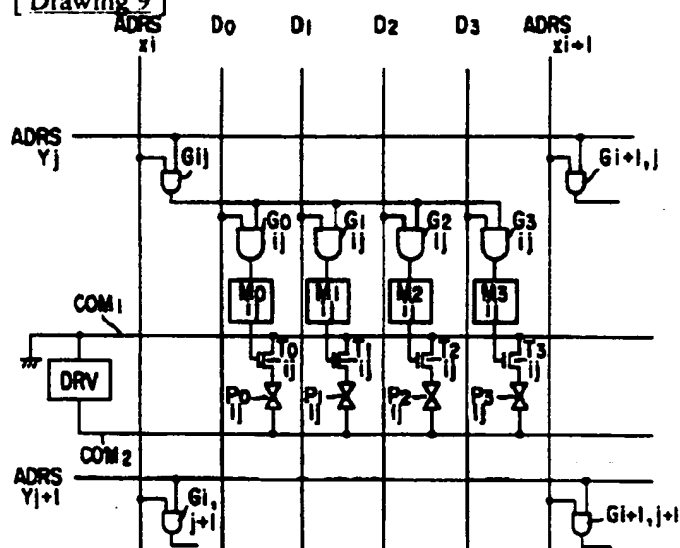 [ Drawing 9 ]
ADRS xi D0 D1 D2 D3 ADRS xi+1
ADRS Yj
Gij
Gi+1,j
G0 ij G1 ij G2 ij G3 ij
M0 ij M1 ij M2 ij M3 ij
COM1
T0 ij T1 ij T2 ij T3 ij
DRV
P0 ij P1 ij P2 ij P3 ij
COM2
ADRS Yj+1
Gi, j+1
Gi+1,j+1